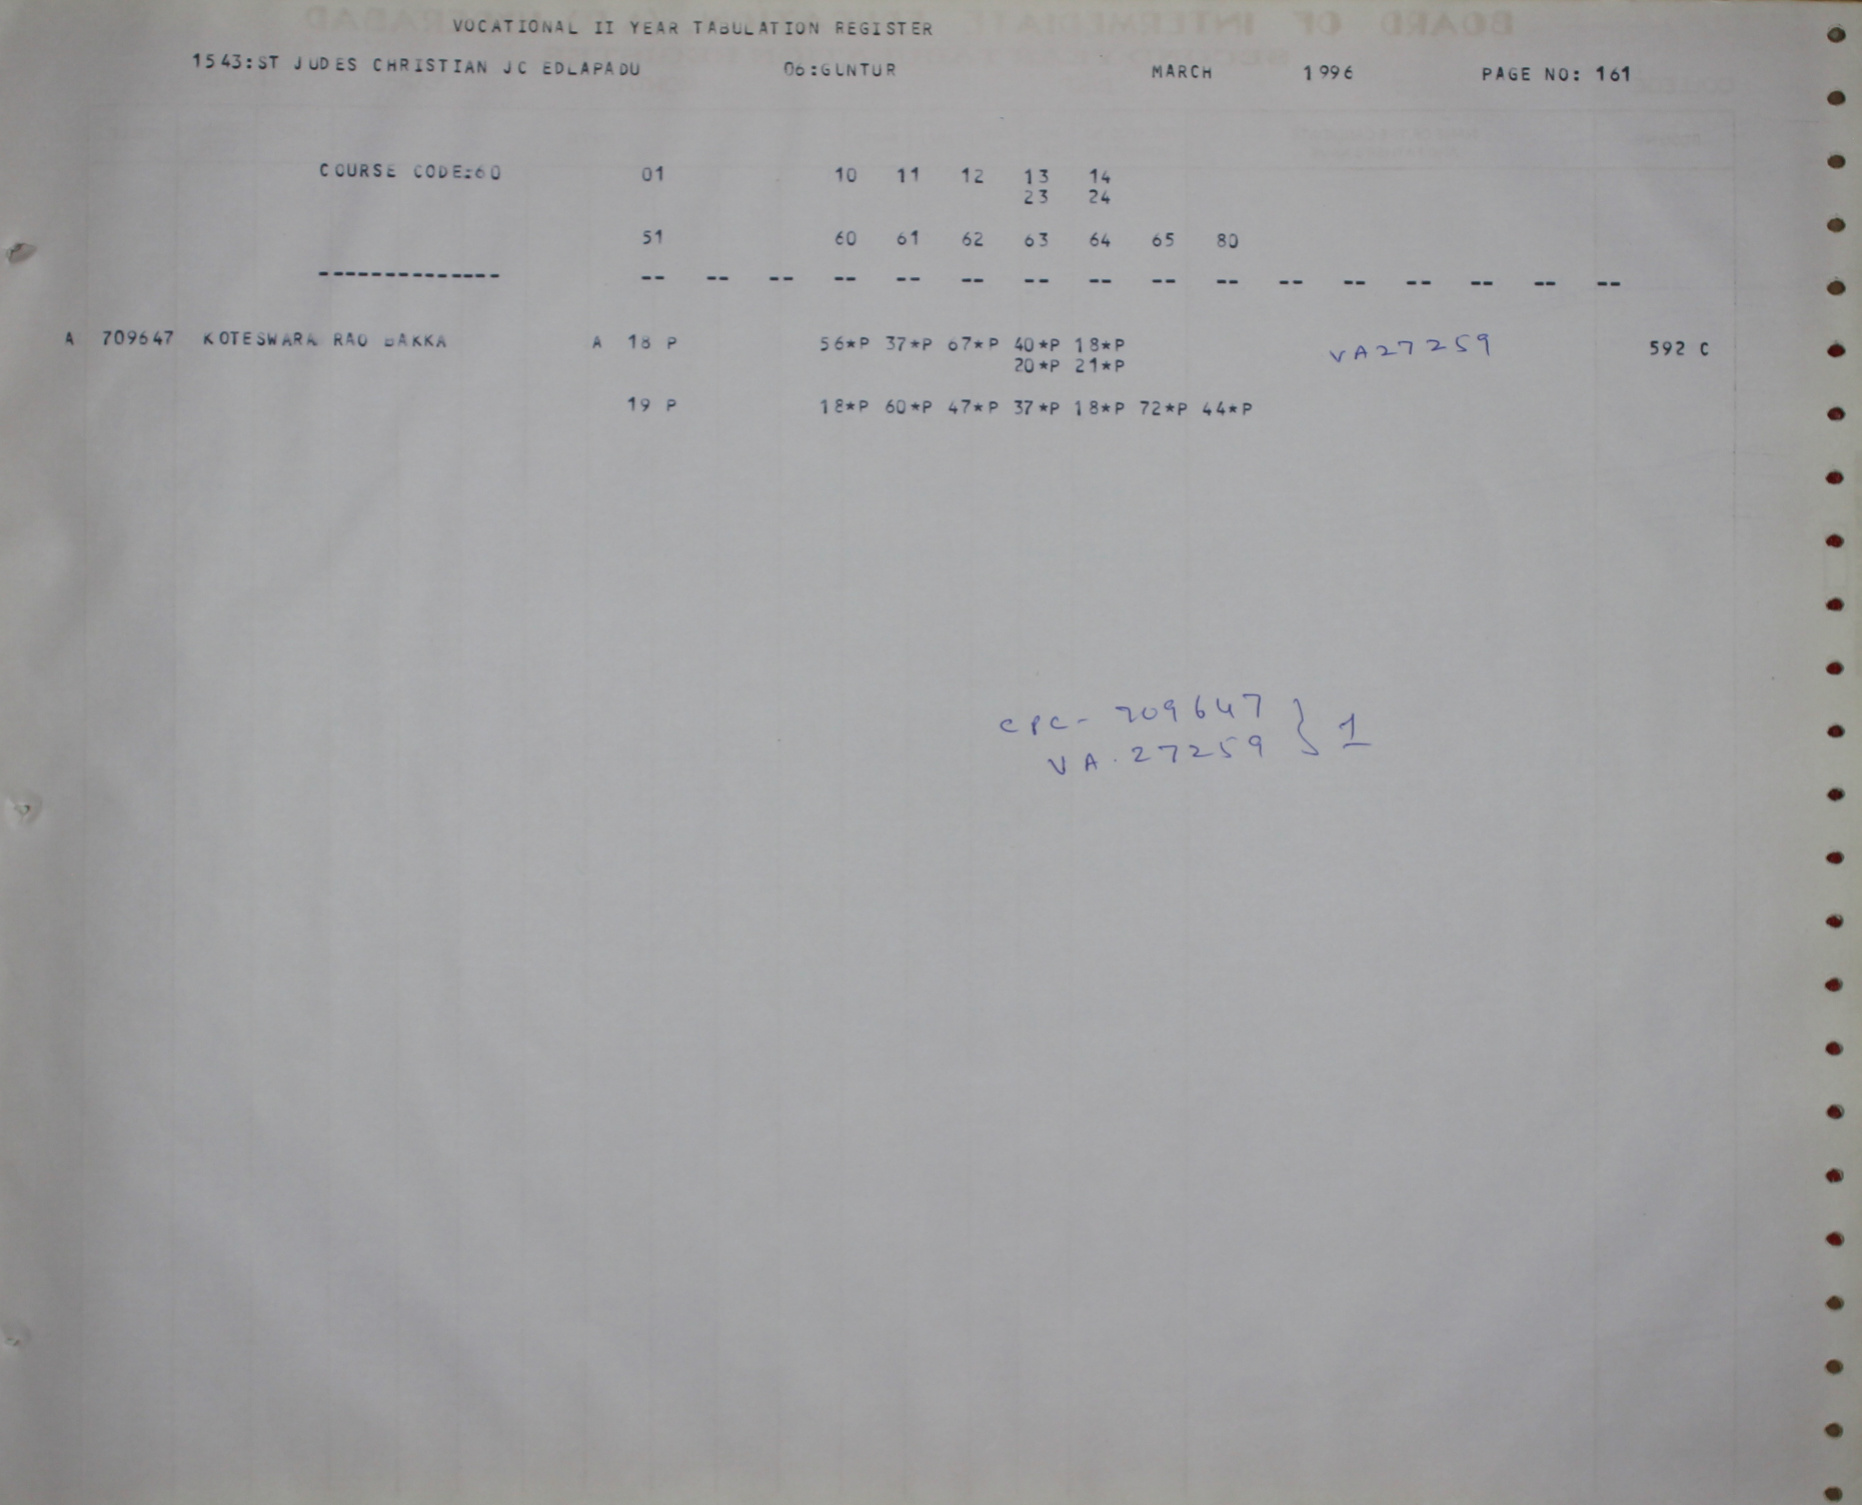 VOCATIONAL II YEAR TABULATION REGISTER
1543:ST JUDES CHRISTIAN JC EDLAPADU 06:GUNTUR MARCH 1996 PAGE NO: 161
COURSE CODE:60 01 10 11 12 13 14
23 24
51 60 61 62 63 64 65 80
-------------- -- -- -- -- -- -- -- -- -- -- -- -- -- -- -- --
A 709647 KOTESWARA RAO BAKKA A 18 P 56*P 37*P 67*P 40*P 18*P VA27259 592 C
20*P 21*P
19 P 18*P 60*P 47*P 37*P 18*P 72*P 44*P
CPC- 709647 } 1
VA. 27259